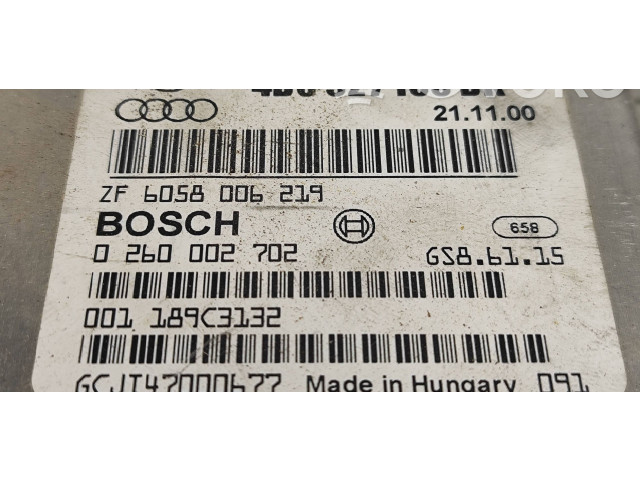 21.11.00
ZF 6058 006 219
BOSCH
658
0 260 002 702
GS8.61.15
001 189C3132
GCJT47000677 Made in Hungary 091